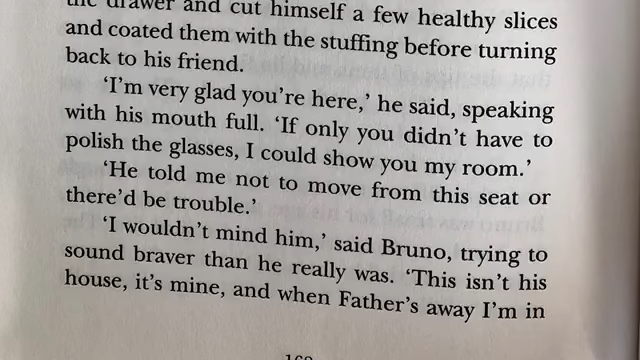 the drawer and cut himself a few healthy slices
and coated them with the stuffing before turning
back to his friend.
‘I’m very glad you’re here,’ he said, speaking
with his mouth full. ‘If only you didn’t have to
polish the glasses, I could show you my room.’
‘He told me not to move from this seat or
there’d be trouble.’
‘I wouldn’t mind him,’ said Bruno, trying to
sound braver than he really was. ‘This isn’t his
house, it’s mine, and when Father’s away I’m in